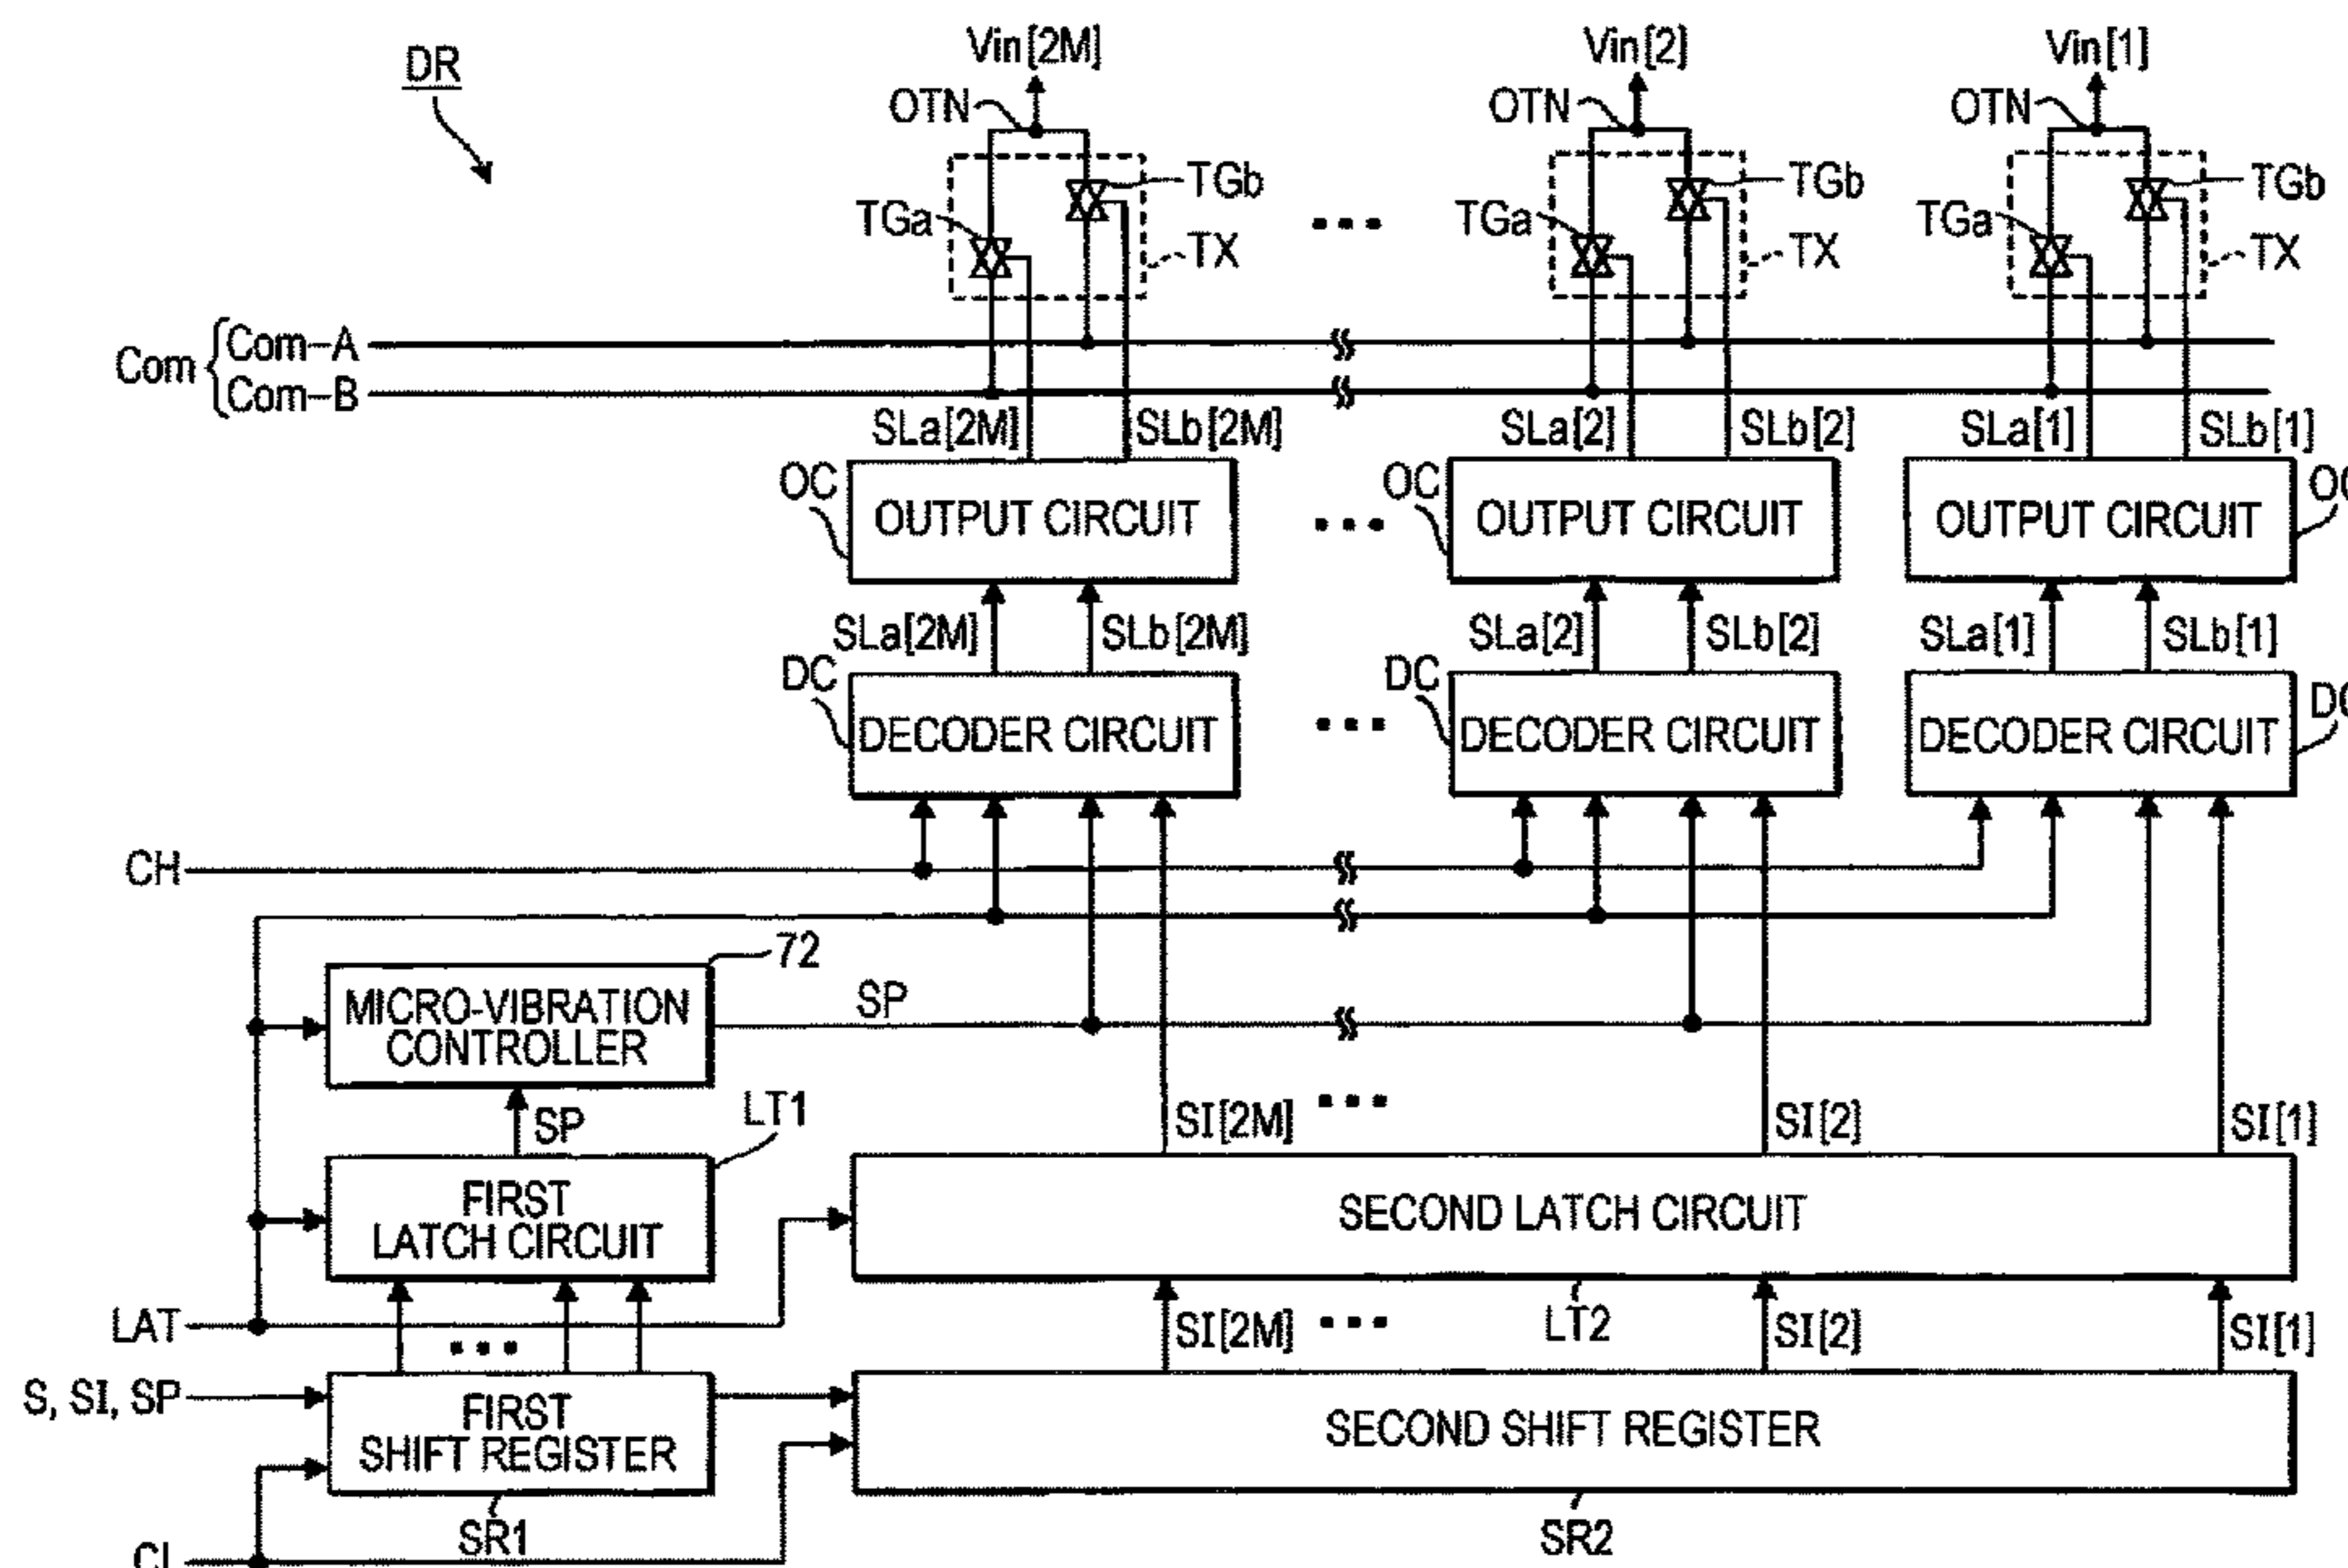 DR
Vin[2M]
Vin[2]
Vin[1]
OTN
OTN
OTN
TGb
TGb
TGb
TGa
TGa
TGa
TX
TX
TX
Com
Com-A
Com-B
SLa[2M]
SLb[2M]
SLa[2]
SLb[2]
SLa[1]
SLb[1]
OC
OUTPUT CIRCUIT
...
OC
OUTPUT CIRCUIT
OUTPUT CIRCUIT
SLa[2M]
SLb[2M]
SLa[2]
SLb[2]
SLa[1]
SLb[1]
DC
DECODER CIRCUIT
...
DC
DECODER CIRCUIT
DECODER CIRCUIT
CH
72
MICRO-VIBRATION
CONTROLLER
SP
SP
LT1
SI[2M]
...
SI[2]
SI[1]
FIRST
LATCH CIRCUIT
SECOND LATCH CIRCUIT
LAT
...
SI[2M]
...
LT2
SI[2]
SI[1]
S, SI, SP
FIRST
SHIFT REGISTER
SECOND SHIFT REGISTER
SR1
SR2